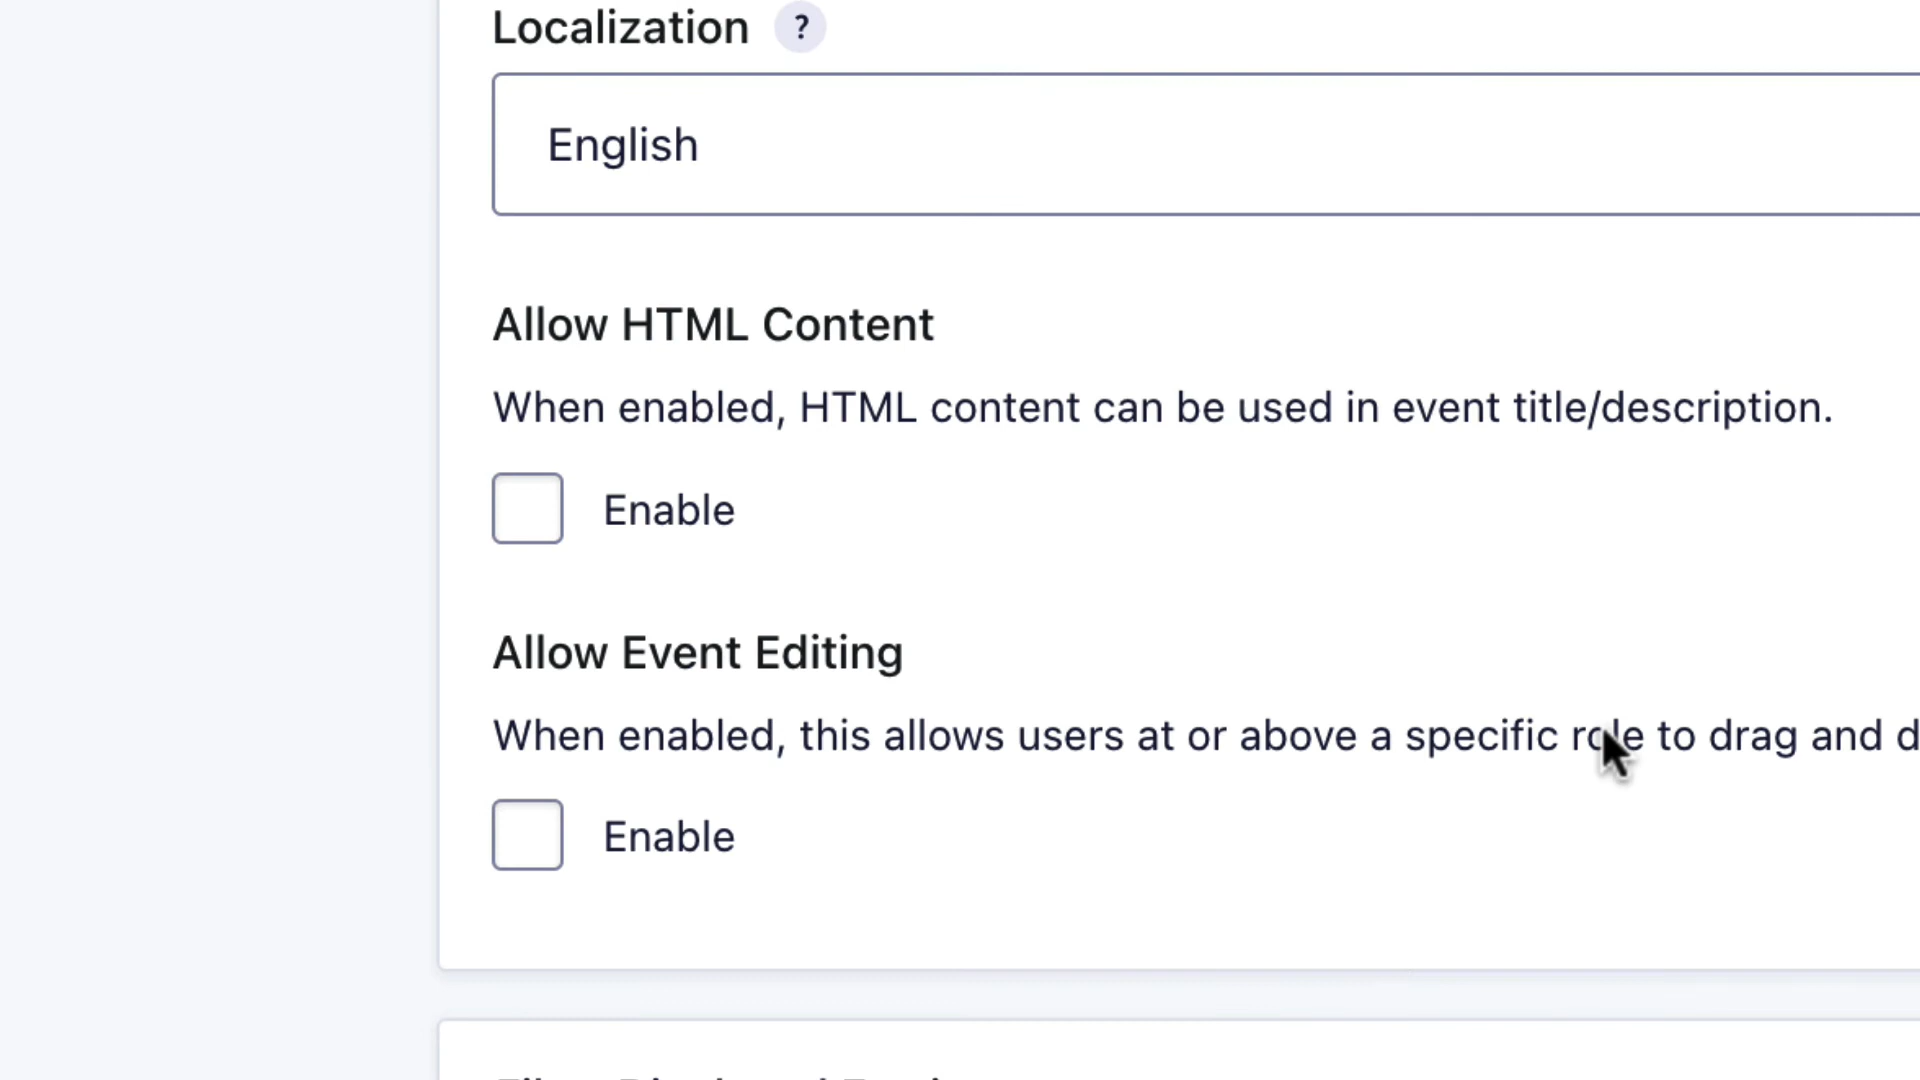 Localization ?
English
Allow HTML Content
When enabled, HTML content can be used in event title/description.
Enable
Allow Event Editing
When enabled, this allows users at or above a specific role to drag and d
Enable